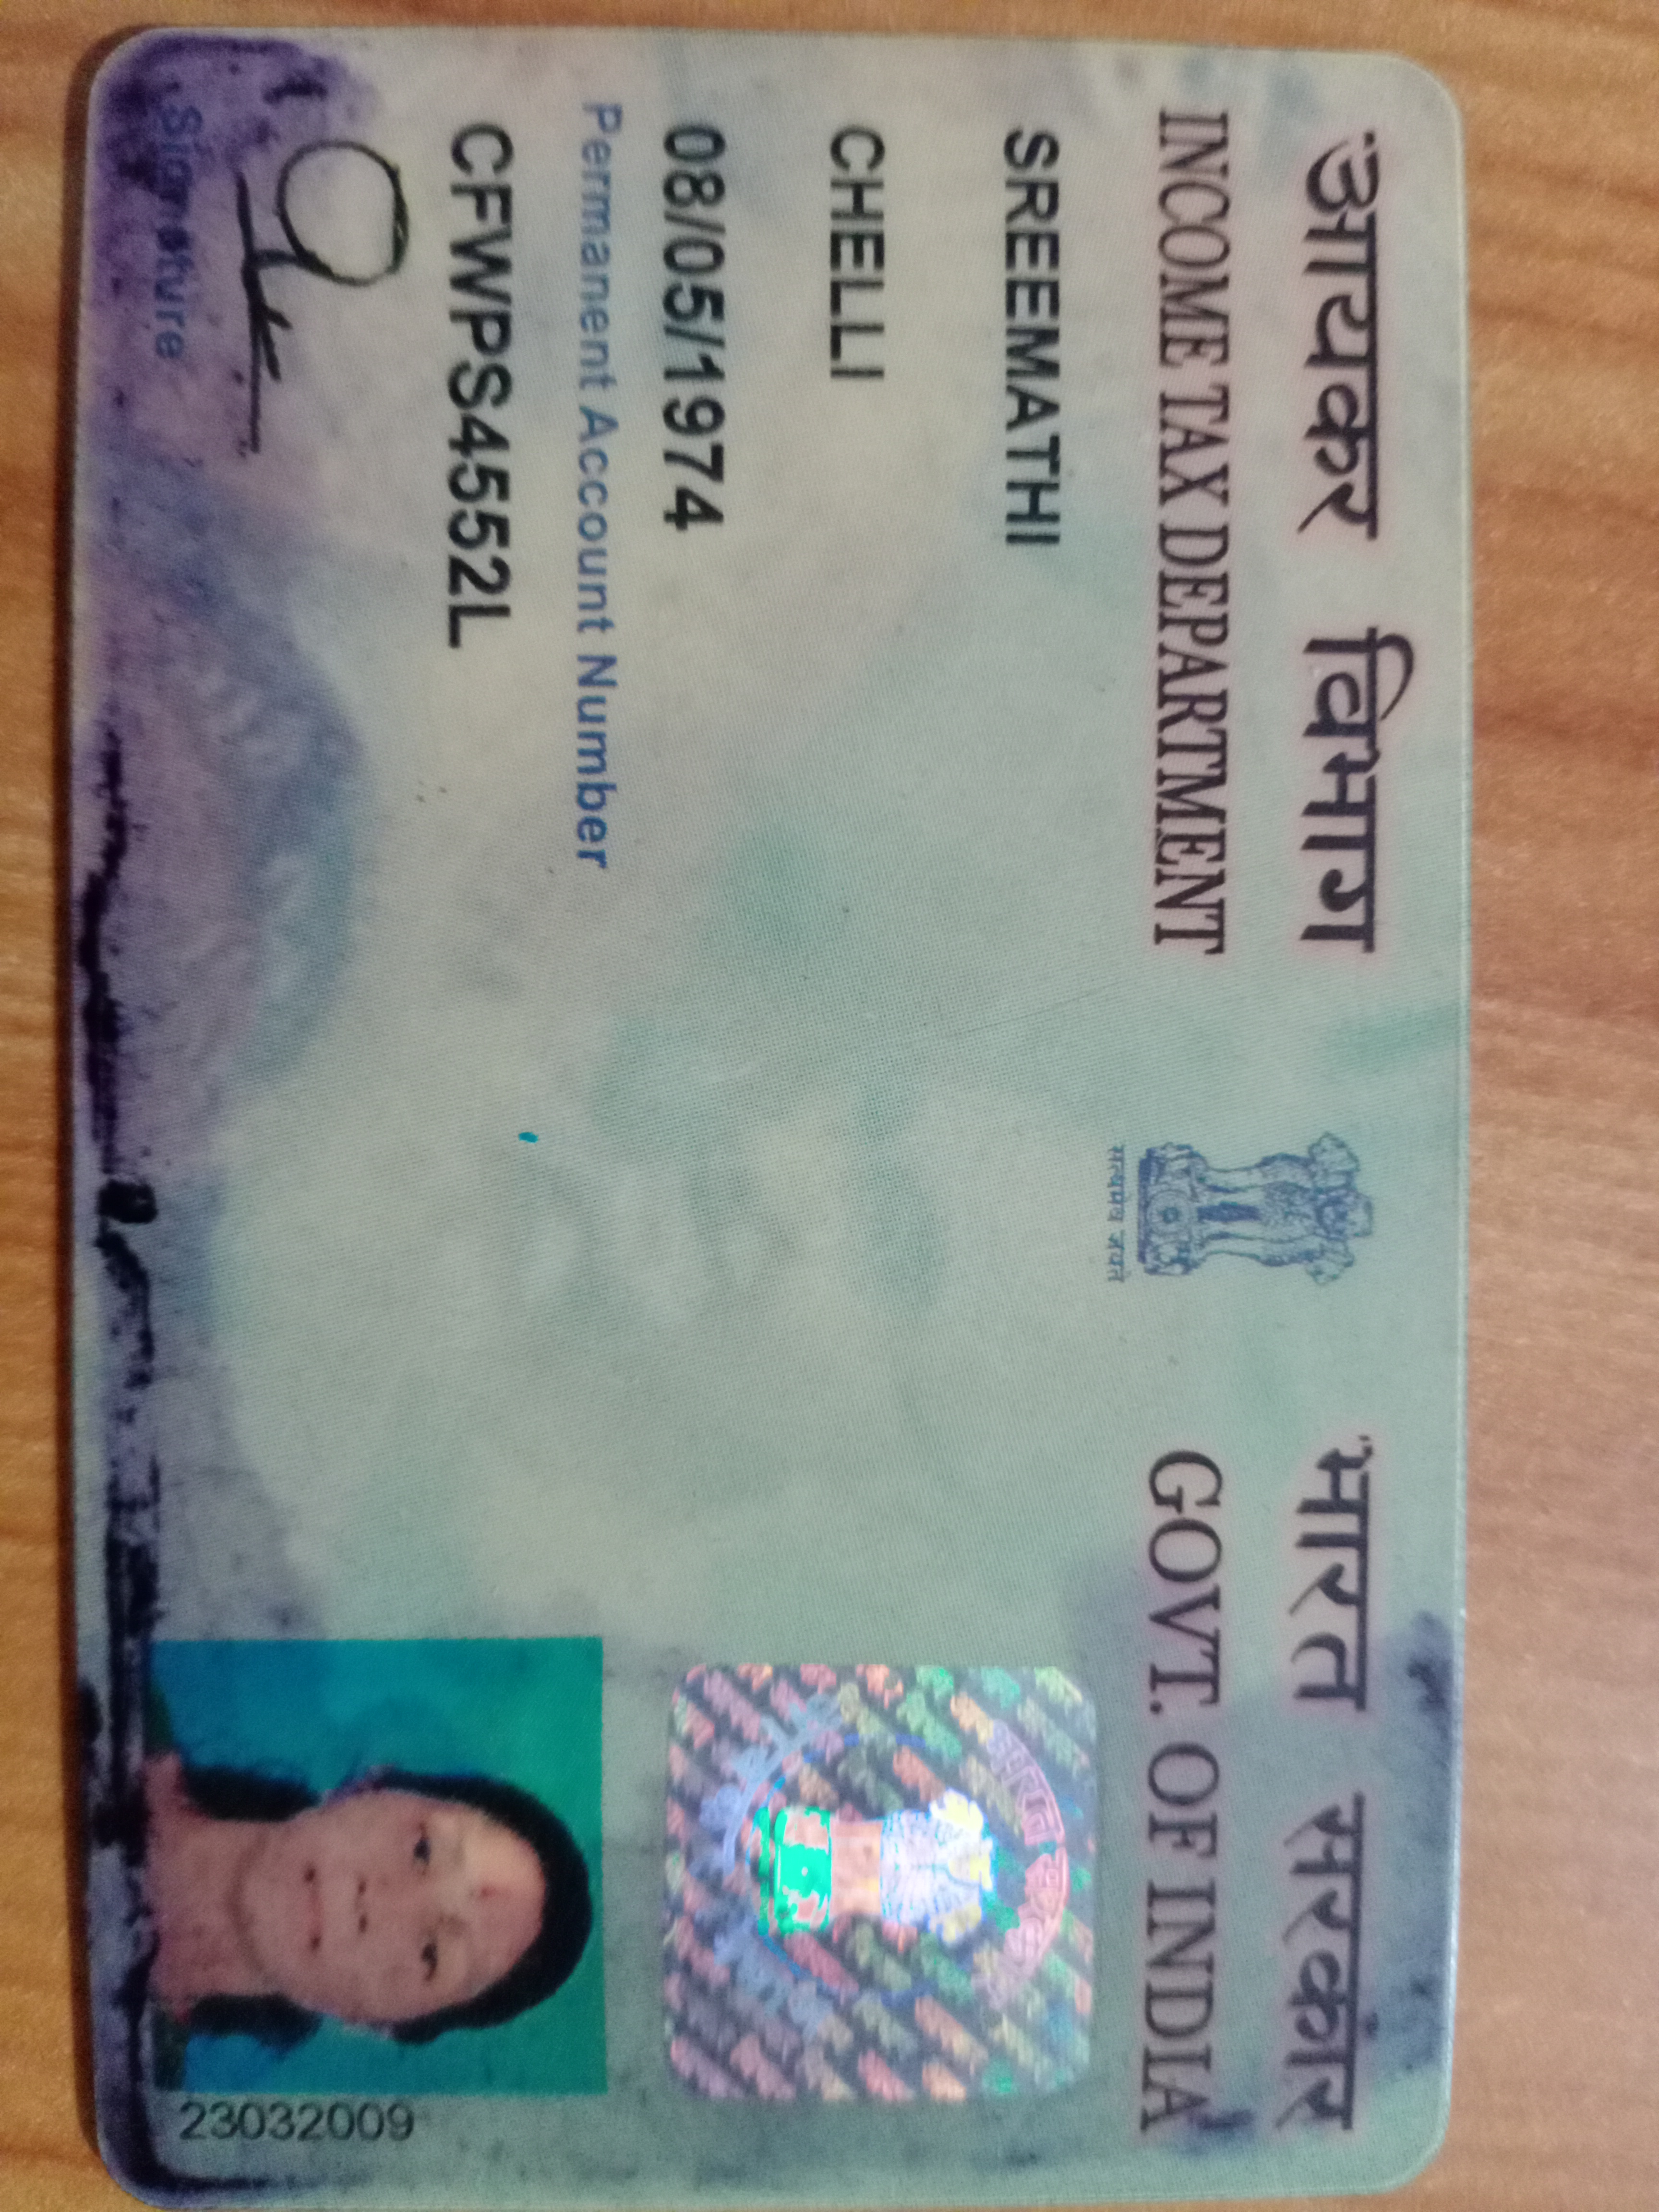 आयकर विभाग
INCOME TAX DEPARTMENT
सत्यमेव जयते
भारत सरकार
GOVT. OF INDIA
SREEMATHI
CHELLI
08/05/1974
Permanent Account Number
CFWPS4552L
Signature
23032009